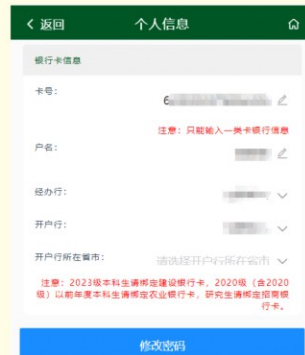 返回 个人信息
银行卡信息
卡号： 6
注意：只能输入一类卡银行信息
户名：
经办行：
开户行：
开户行所在省市： 请选择开户行所在省市
注意：2023级本科生请绑定建设银行卡，2020级（含2020
级）以前年度本科生请绑定农业银行卡，研究生请绑定招商银
行卡。
修改密码